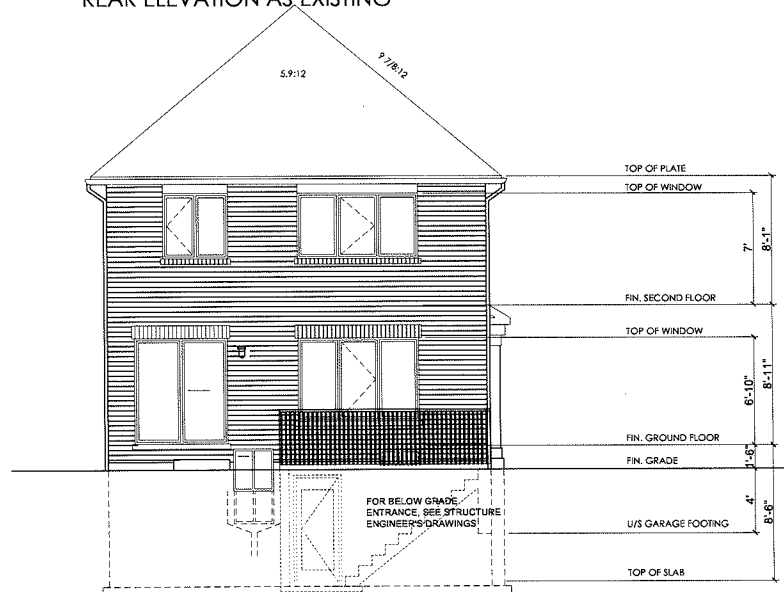 REAR ELEVATION AS EXISTING
5.9:12
9 7/8:12
TOP OF PLATE
TOP OF WINDOW
7'
8'-1"
FIN. SECOND FLOOR
TOP OF WINDOW
6'-10"
8'-11"
FIN. GROUND FLOOR
1'-6"
FIN. GRADE
4'
8'-6"
FOR BELOW GRADE
ENTRANCE, SEE STRUCTURE
ENGINEER'S DRAWINGS
U/S GARAGE FOOTING
TOP OF SLAB